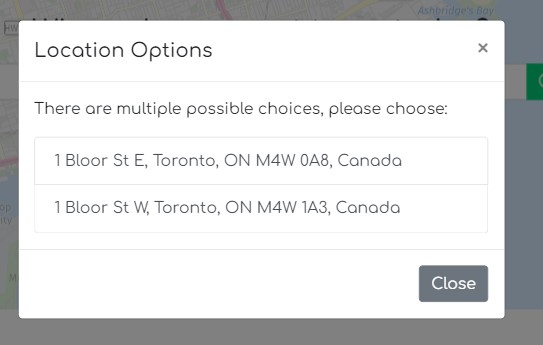 Ashbridge's Bay
Location Options
×
There are multiple possible choices, please choose:
1 Bloor St E, Toronto, ON M4W 0A8, Canada
1 Bloor St W, Toronto, ON M4W 1A3, Canada
Close